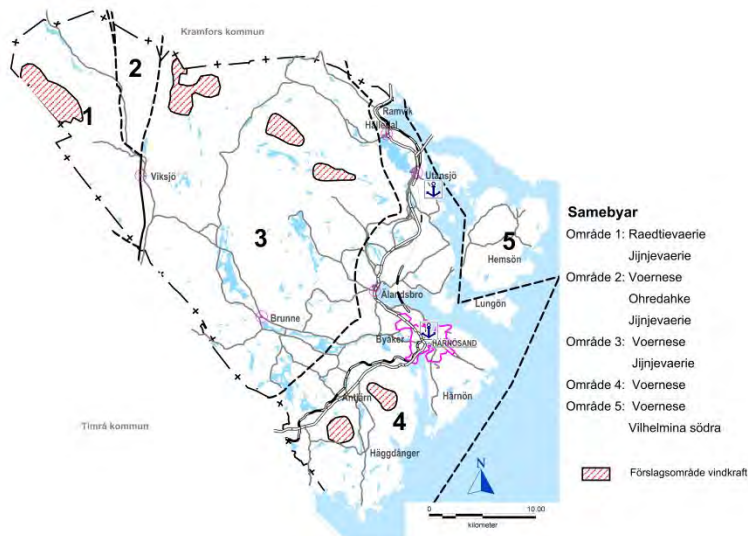 Kramfors kommun
2
1
Ramvik
Hälledal
Viksjö
Utansjö
3
5
Hemsön
Älandsbro
Lungön
Brunne
Byåker
HÄRNÖSAND
Härnön
Antjärn
4
Timrå kommun
Häggdånger
N
0
10.00
kilometer
Samebyar
Område 1: Raedtievaerie
Jijnjevaerie
Område 2: Voernese
Ohredahke
Jijnjevaerie
Område 3: Voernese
Jijnjevaerie
Område 4: Voernese
Område 5: Voernese
Vilhelmina södra
Förslagsområde vindkraft